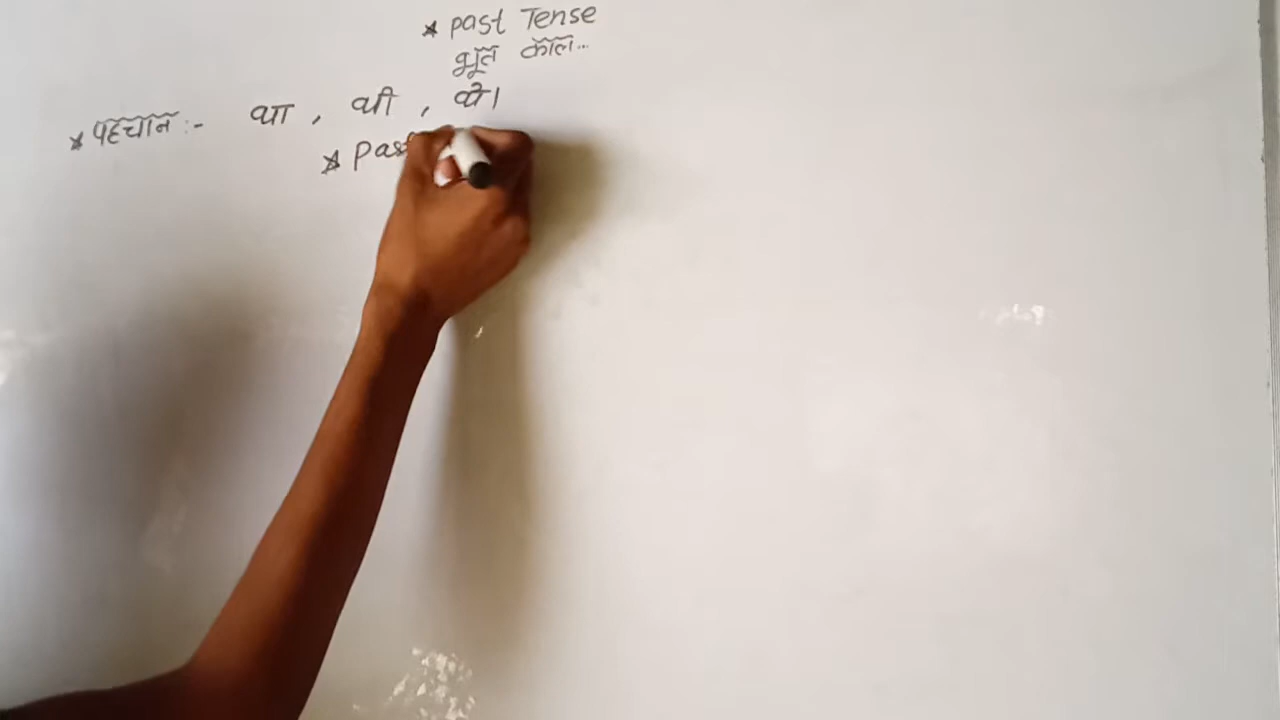 * past Tense
भूत काल...
* पहचान :- था, थी, थे।
* past